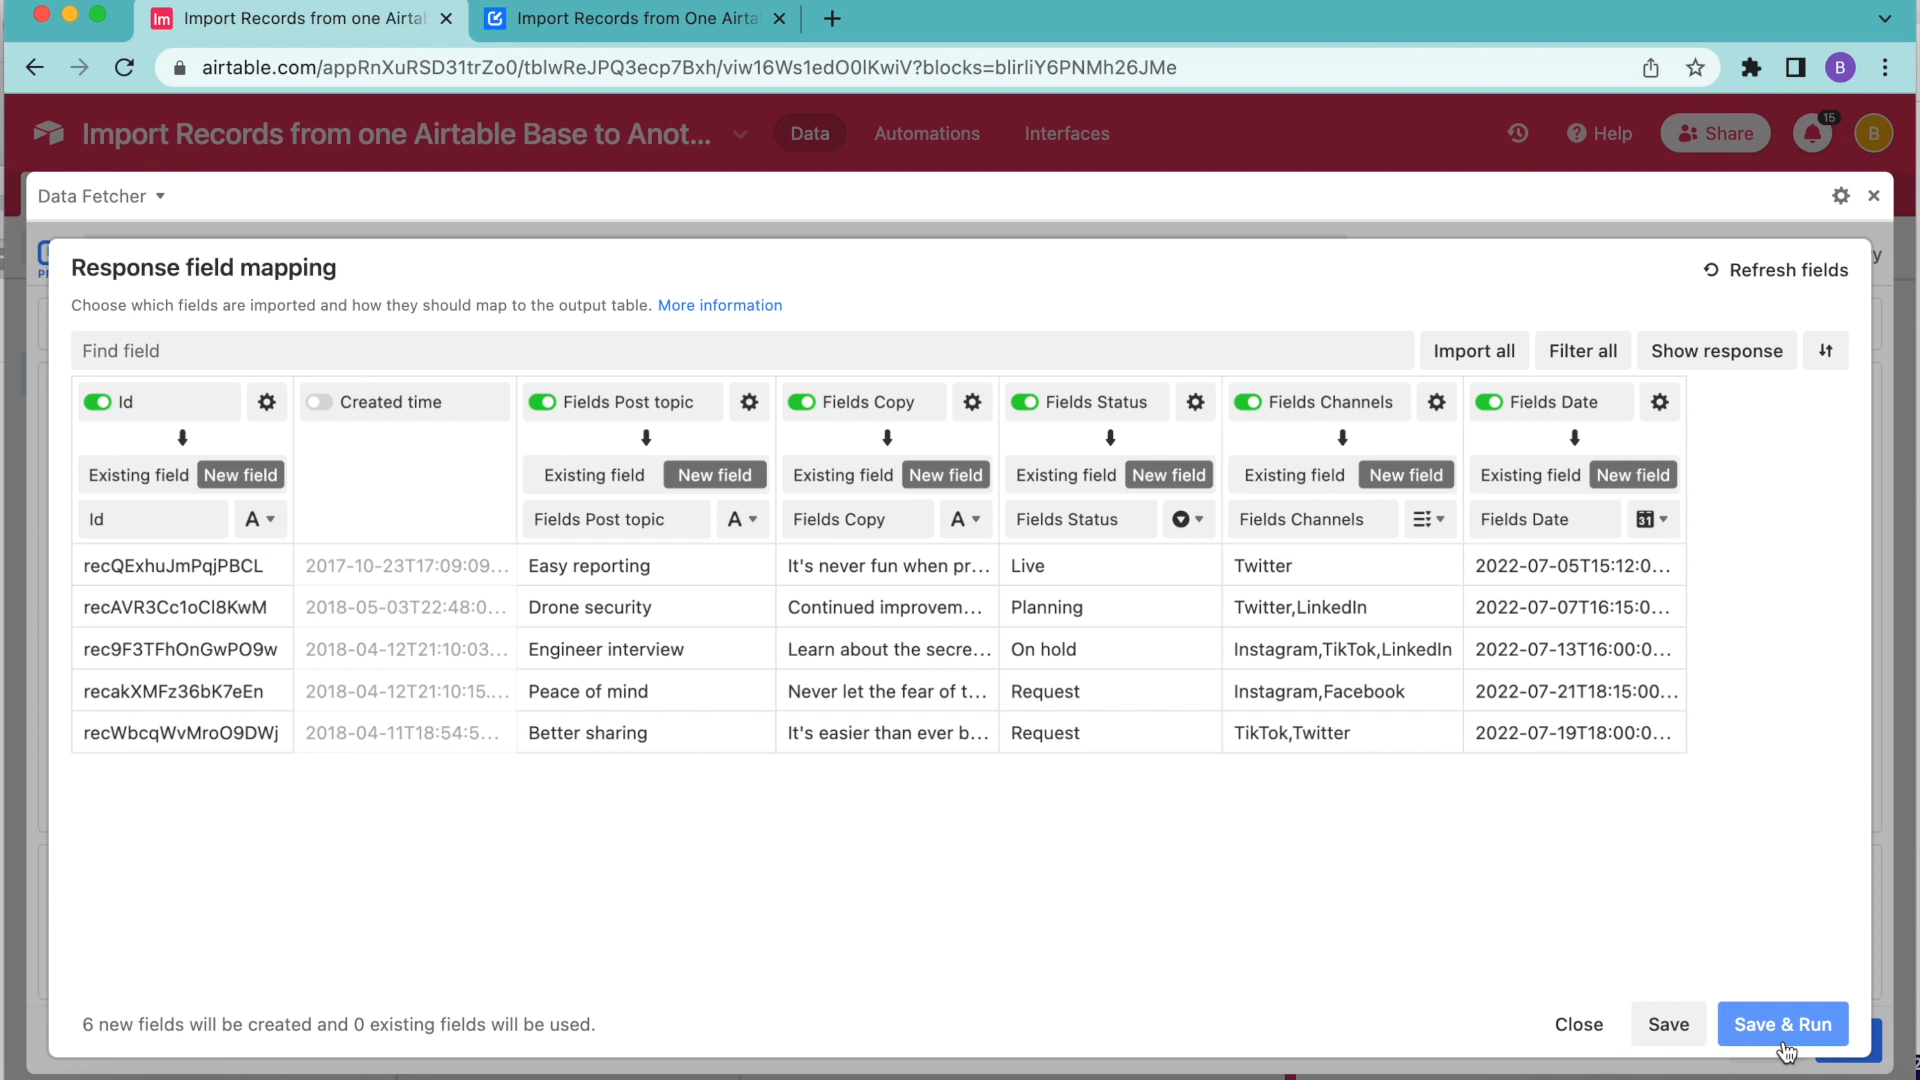 Im Import Records from one Airta
Import Records from One Airta
airtable.com/appRnXuRSD31trZo0/tblwReJPQ3ecp7Bxh/viw16Ws1edO0lKwiV?blocks=blirliY6PNMh26JMe
B
Import Records from one Airtable Base to Anot...
Data
Automations
Interfaces
Help
Share
15
B
Data Fetcher
Response field mapping
Refresh fields
Choose which fields are imported and how they should map to the output table. More information
Find field
Import all
Filter all
Show response
Id
Created time
Fields Post topic
Fields Copy
Fields Status
Fields Channels
Fields Date
Existing field New field
Existing field New field
Existing field New field
Existing field New field
Existing field New field
Existing field New field
Id A
Fields Post topic A
Fields Copy A
Fields Status
Fields Channels
Fields Date 31
recQExhuJmPqjPBCL 2017-10-23T17:09:09... Easy reporting It's never fun when pr... Live Twitter 2022-07-05T15:12:0...
recAVR3Cc1oCl8KwM 2018-05-03T22:48:0... Drone security Continued improvem... Planning Twitter,LinkedIn 2022-07-07T16:15:0...
rec9F3TFhOnGwPO9w 2018-04-12T21:10:03... Engineer interview Learn about the secre... On hold Instagram,TikTok,LinkedIn 2022-07-13T16:00:0...
recakXMFz36bK7eEn 2018-04-12T21:10:15.... Peace of mind Never let the fear of t... Request Instagram,Facebook 2022-07-21T18:15:00...
recWbcqWvMroO9DWj 2018-04-11T18:54:5... Better sharing It's easier than ever b... Request TikTok,Twitter 2022-07-19T18:00:0...
6 new fields will be created and 0 existing fields will be used.
Close
Save
Save & Run